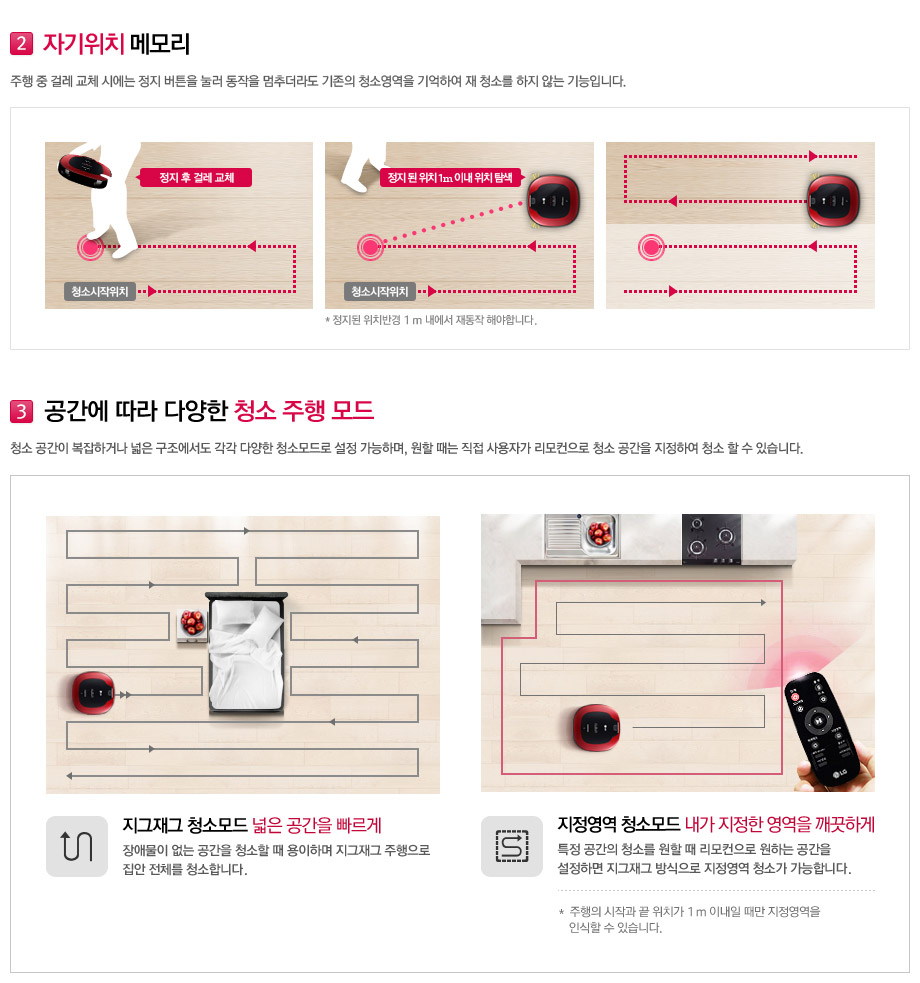 2 자기위치 메모리
주행 중 걸레 교체 시에는 정지 버튼을 눌러 동작을 멈추더라도 기존의 청소영역을 기억하여 재 청소를 하지 않는 기능입니다.
정지 후 걸레 교체
청소시작위치
정지 된 위치 1m 이내 위치 탐색
청소시작위치
* 정지된 위치반경 1 m 내에서 재동작 해야합니다.
3 공간에 따라 다양한 청소 주행 모드
청소 공간이 복잡하거나 넓은 구조에서도 각각 다양한 청소모드로 설정 가능하며, 원할 때는 직접 사용자가 리모컨으로 청소 공간을 지정하여 청소 할 수 있습니다.
LG
지그재그 청소모드 넓은 공간을 빠르게
장애물이 없는 공간을 청소할 때 용이하며 지그재그 주행으로
집안 전체를 청소합니다.
지정영역 청소모드 내가 지정한 영역을 깨끗하게
특정 공간의 청소를 원할 때 리모컨으로 원하는 공간을
설정하면 지그재그 방식으로 지정영역 청소가 가능합니다.
* 주행의 시작과 끝 위치가 1 m 이내일 때만 지정영역을
인식할 수 있습니다.